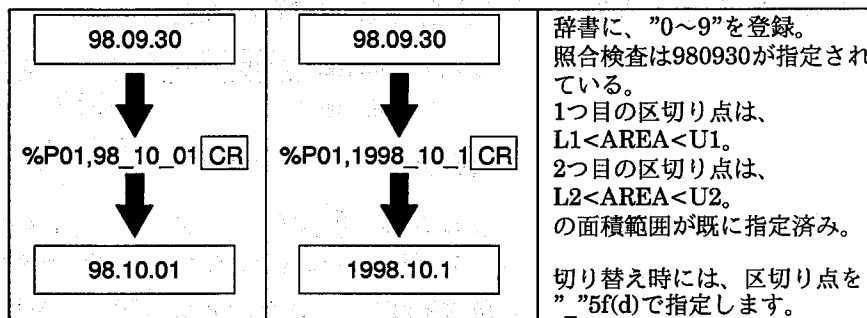 98.09.30
%P01,98_10_01 CR
98.10.01
98.09.30
%P01,1998_10_1 CR
1998.10.1
辞書に、”0〜9”を登録。
照合検査は980930が指定され
ている。
1つ目の区切り点は、
L1<AREA<U1。
2つ目の区切り点は、
L2<AREA<U2。
の面積範囲が既に指定済み。
切り替え時には、区切り点を
”_”5f(d)で指定します。